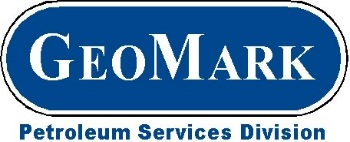 GEOMARK
Petroleum Services Division